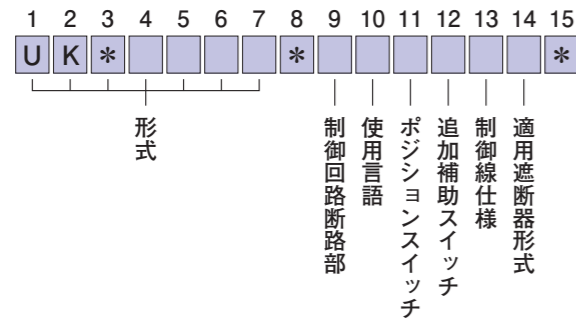 1 2 3 4 5 6 7 8 9 10 11 12 13 14 15
U K * * *
形式
制御回路断路部
使用言語
ポジションスイッチ
追加補助スイッチ
制御線仕様
適用遮断器形式